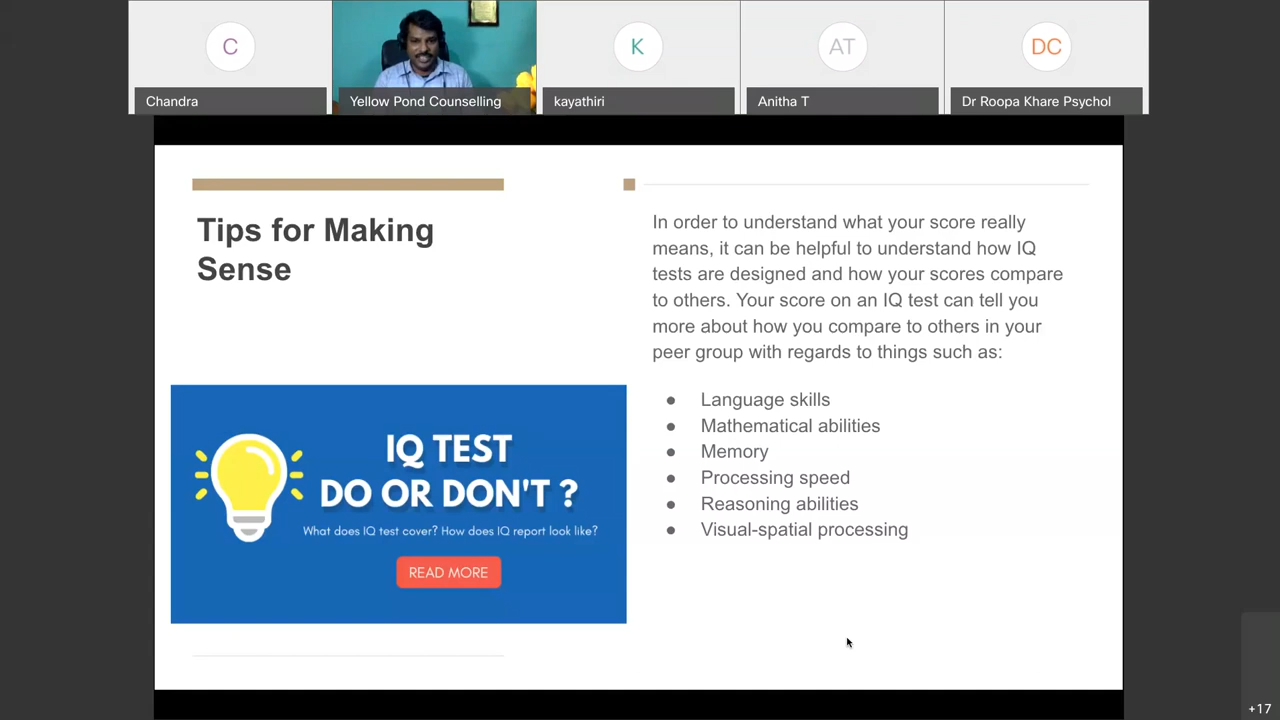 C
K
AT
DC
Chandra
Yellow Pond Counselling
kayathiri
Anitha T
Dr Roopa Khare Psychol
Tips for Making
Sense
IQ TEST
DO OR DON'T ?
What does IQ test cover? How does IQ report look like?
READ MORE
In order to understand what your score really
means, it can be helpful to understand how IQ
tests are designed and how your scores compare
to others. Your score on an IQ test can tell you
more about how you compare to others in your
peer group with regards to things such as:
● Language skills
● Mathematical abilities
● Memory
● Processing speed
● Reasoning abilities
● Visual-spatial processing
+17